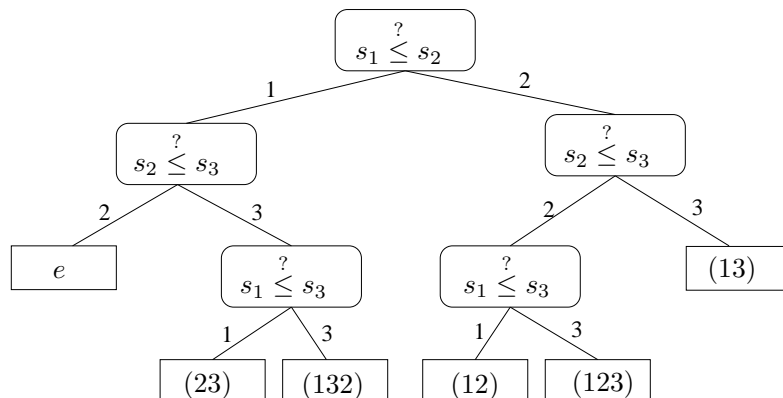 ?
s₁ ≤ s₂
1 2
?
s₂ ≤ s₃
?
s₂ ≤ s₃
2 3 2 3
e
?
s₁ ≤ s₃
?
s₁ ≤ s₃
(13)
1 3 1 3
(23) (132) (12) (123)